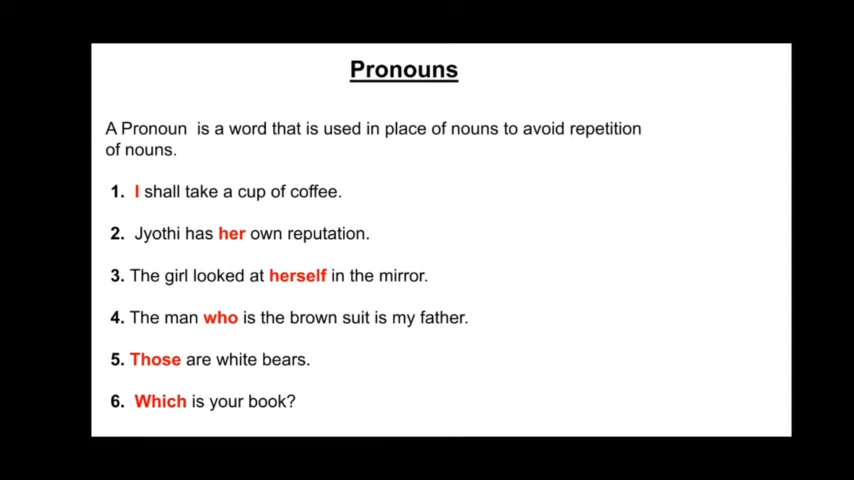 Pronouns
A Pronoun is a word that is used in place of nouns to avoid repetition
of nouns.
1. I shall take a cup of coffee.
2. Jyothi has her own reputation.
3. The girl looked at herself in the mirror.
4. The man who is the brown suit is my father.
5. Those are white bears.
6. Which is your book?